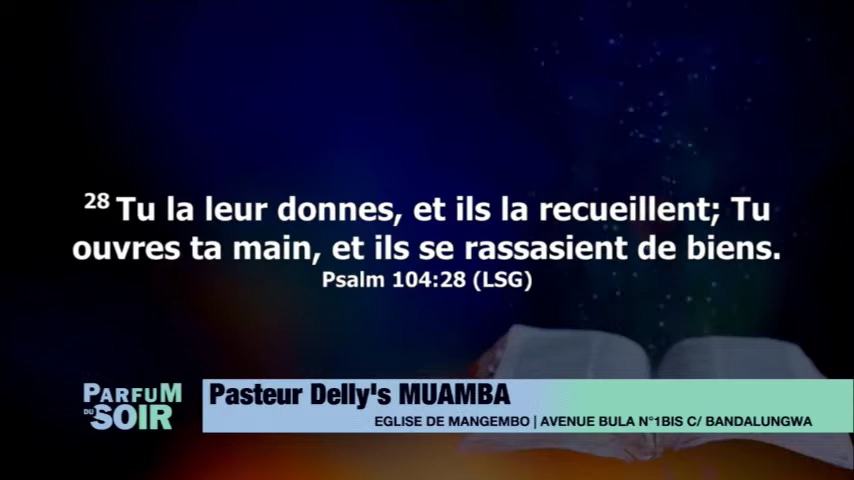 28 Tu la leur donnes, et ils la recueillent; Tu
ouvres ta main, et ils se rassasient de biens.
Psalm 104:28 (LSG)
PARFUM
DU SOIR
Pasteur Delly's MUAMBA
EGLISE DE MANGEMBO | AVENUE BULA N°1BIS C/ BANDALUNGWA